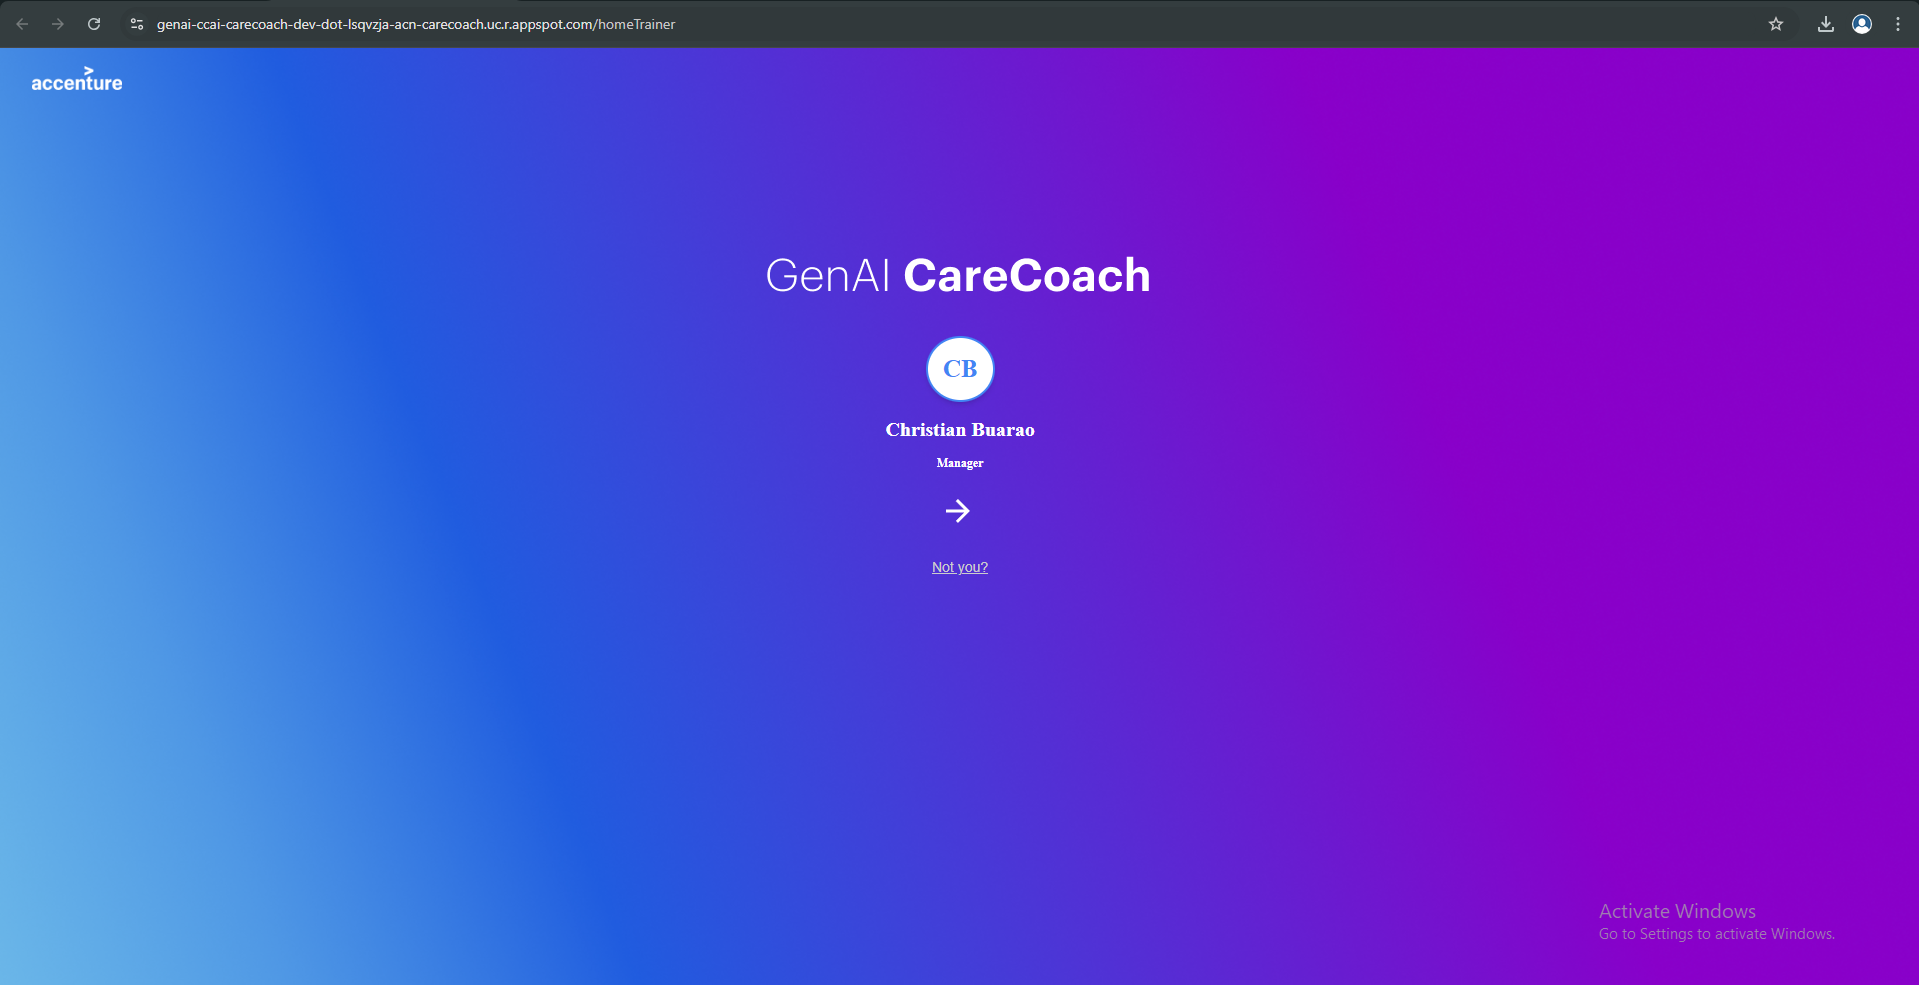 genai-ccai-carecoach-dev-dot-lsqvzja-acn-carecoach.uc.r.appspot.com/homeTrainer
accenture
GenAI CareCoach
CB
Christian Buarao
Manager
Not you?
Activate Windows
Go to Settings to activate Windows.